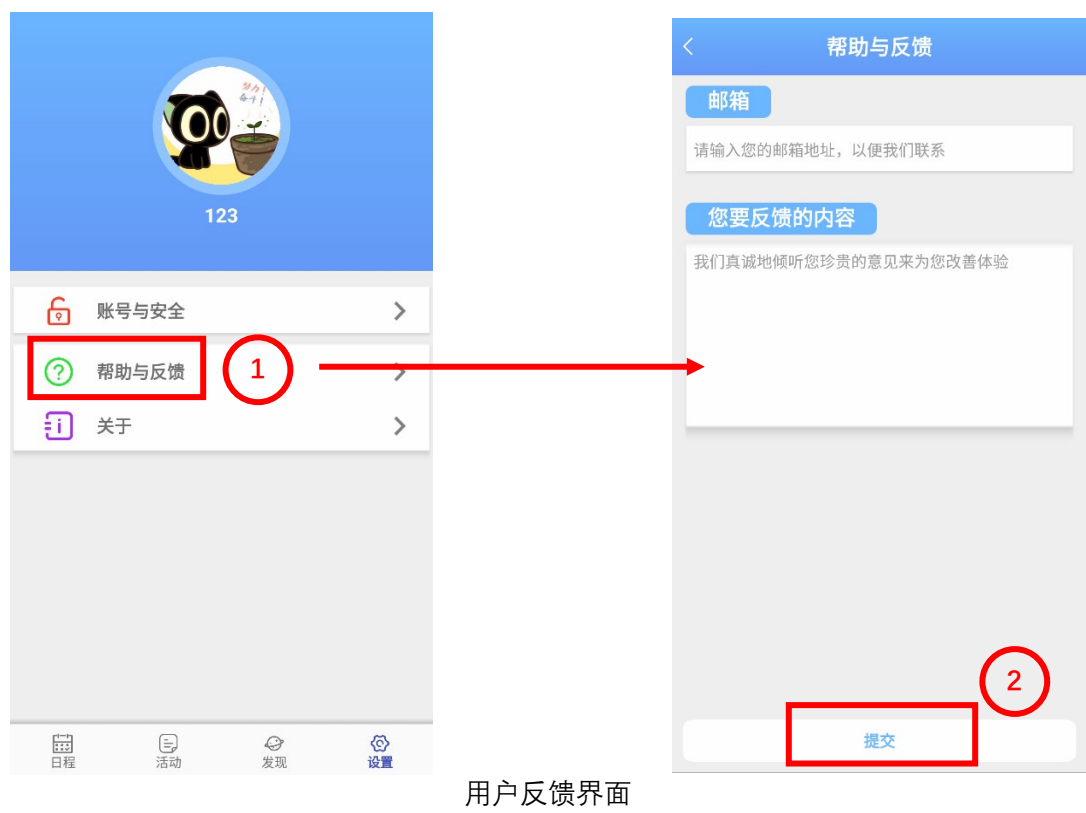 努力!
奋斗!
123
账号与安全
帮助与反馈
1
关于
日程
活动
发现
设置
帮助与反馈
邮箱
请输入您的邮箱地址，以便我们联系
您要反馈的内容
我们真诚地倾听您珍贵的意见来为您改善体验
2
提交
用户反馈界面